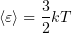 ⟨ε⟩ = 3/2 kT